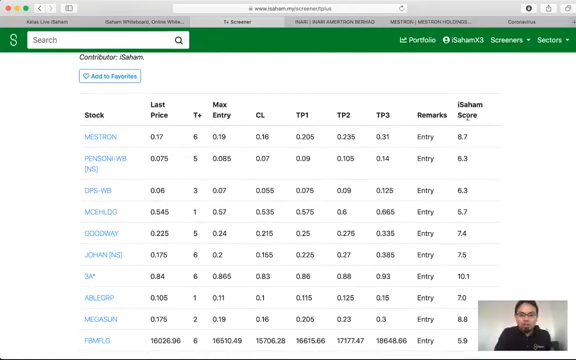 www.isaham.my/screener/tplus
Kelas Live iSaham
iSaham Whiteboard, Online White...
T+ Screener
INARI | INARI AMERTRON BERHAD
MESTRON | MESTRON HOLDINGS...
Coronavirus
S Search
Portfolio iSahamX3 Screeners Sectors
Contributor: iSaham.
Add to Favorites
Stock Last Price T+ Max Entry CL TP1 TP2 TP3 Remarks iSaham Score
MESTRON 0.17 6 0.19 0.16 0.205 0.235 0.31 Entry 8.7
PENSONI-WB [NS] 0.075 5 0.085 0.07 0.09 0.105 0.14 Entry 6.3
OPS-WB 0.06 3 0.07 0.055 0.075 0.09 0.125 Entry 6.3
MCEHLDG 0.545 1 0.57 0.535 0.575 0.6 0.665 Entry 5.7
GOODWAY 0.225 5 0.24 0.215 0.25 0.275 0.335 Entry 7.4
JOHAN [NS] 0.175 6 0.2 0.155 0.225 0.27 0.385 Entry 7.5
3A* 0.84 6 0.865 0.83 0.86 0.88 0.93 Entry 10.1
ABLEGRP 0.105 1 0.11 0.1 0.115 0.125 0.15 Entry 7.0
MEGASUN 0.175 2 0.19 0.16 0.2 0.23 0.3 Entry 8.8
FBMFLG 16026.96 6 16510.49 15706.28 16615.66 17177.47 18648.66 Entry 5.9